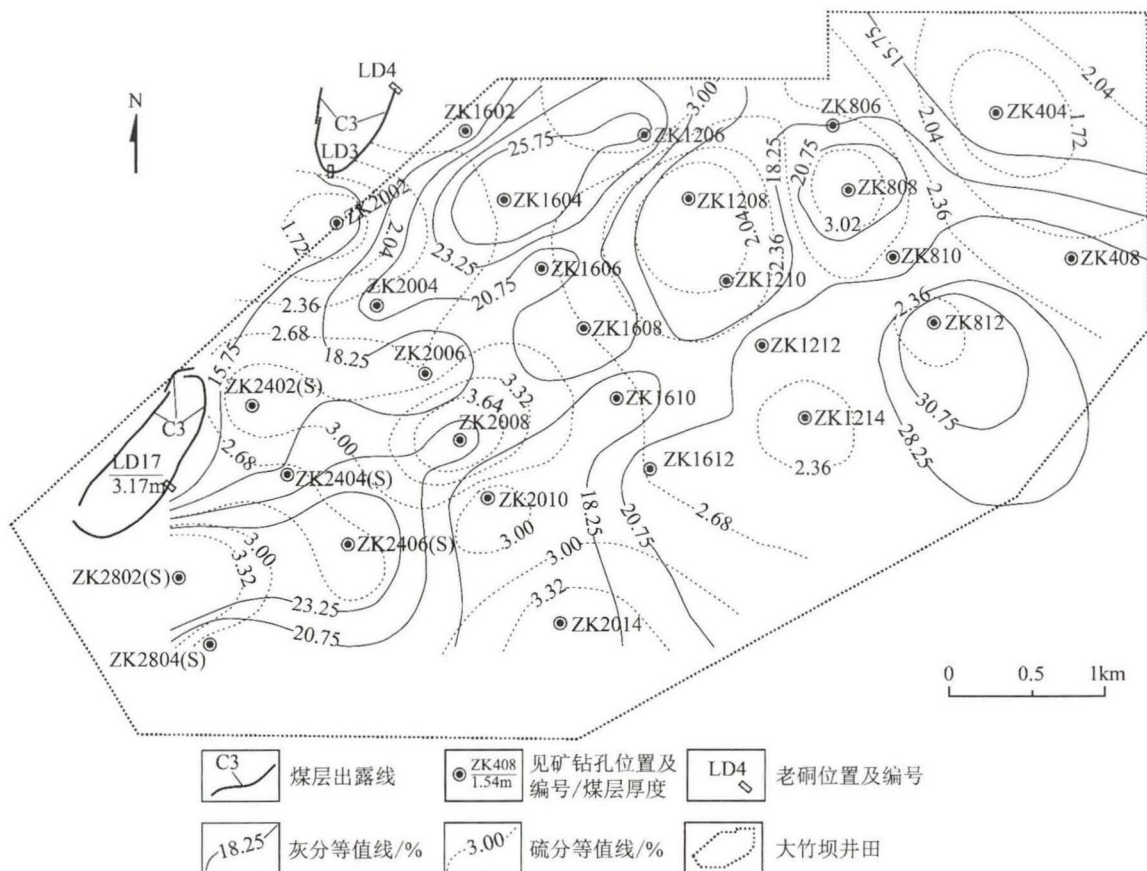 LD4
ZK1602
N
C3
LD3
ZK2002
1.72
2.04
2.36
ZK2004
2.68
15.75
18.25
ZK2006
25.75
ZK1206
ZK1604
23.25
20.75
ZK1606
ZK1608
3.00
ZK1208
2.04
2.36
ZK1210
18.25
ZK806
20.75
ZK808
3.02
ZK810
2.36
15.75
2.04
2.04
ZK404
1.72
ZK408
2.36
ZK812
30.75
28.25
ZK1212
ZK1214
2.36
ZK2402(S)
C3
LD17
3.17m
2.68
3.00
ZK2404(S)
3.32
3.64
ZK2008
ZK1610
ZK1612
2.68
ZK2010
3.00
18.25
20.75
ZK2406(S)
3.00
3.32
ZK2802(S)
23.25
20.75
ZK2804(S)
3.00
3.32
ZK2014
0 0.5 1km
C3
煤层出露线
ZK408
1.54m
见矿钻孔位置及
编号/煤层厚度
LD4
老硐位置及编号
18.25
灰分等值线/%
3.00
硫分等值线/%
大竹坝井田